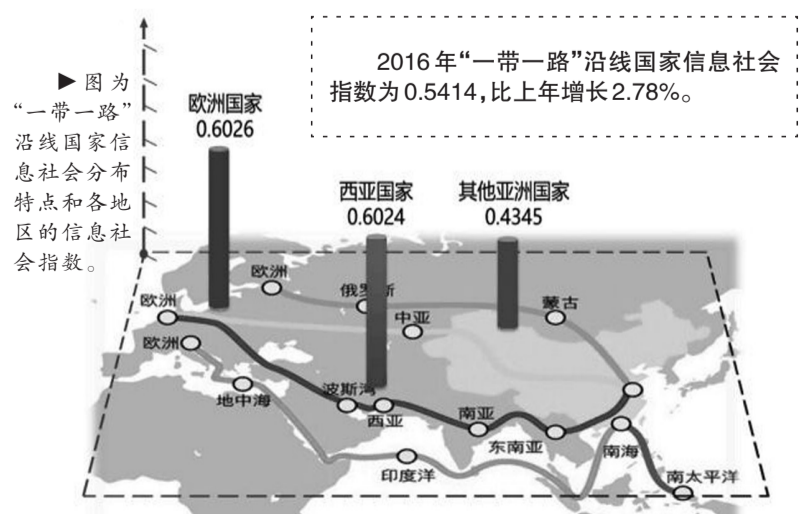 2016年“一带一路”沿线国家信息社会
指数为0.5414，比上年增长2.78%。
▶图为
“一带一路”
沿线国家信
息社会分布
特点和各地
区的信息社
会指数。
欧洲国家
0.6026
西亚国家
0.6024
其他亚洲国家
0.4345
欧洲
俄罗斯
蒙古
欧洲
中亚
欧洲
地中海
波斯湾
西亚
南亚
东南亚
南海
印度洋
南太平洋